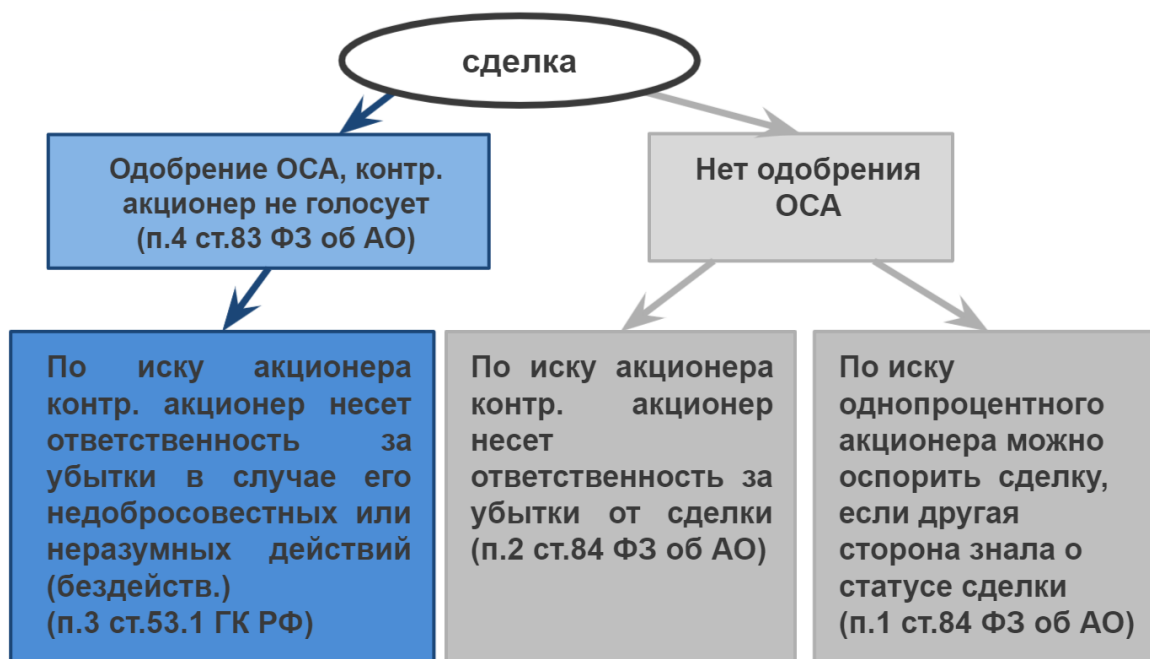 сделка
Одобрение ОСА, контр.
акционер не голосует
(п.4 ст.83 ФЗ об АО)
Нет одобрения
ОСА
По иску акционера
контр. акционер несет
ответственность за
убытки в случае его
недобросовестных или
неразумных действий
(бездейств.)
(п.3 ст.53.1 ГК РФ)
По иску акционера
контр. акционер
несет
ответственность за
убытки от сделки
(п.2 ст.84 ФЗ об АО)
По иску
однопроцентного
акционера можно
оспорить сделку,
если другая
сторона знала о
статусе сделки
(п.1 ст.84 ФЗ об АО)